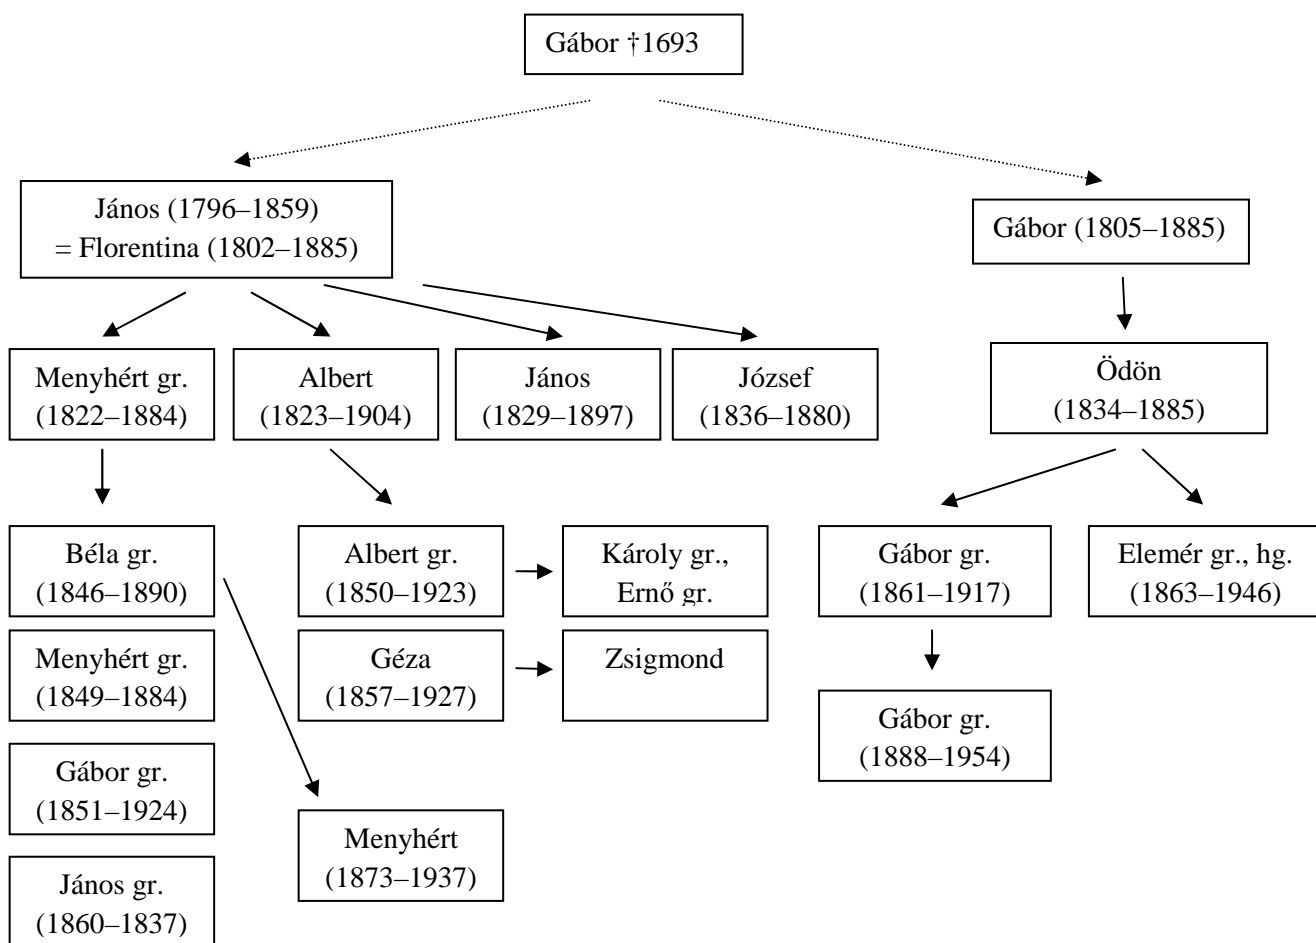 Gábor †1693
János (1796–1859)
= Florentina (1802–1885)
Gábor (1805–1885)
Menyhért gr.
(1822–1884)
Albert
(1823–1904)
János
(1829–1897)
József
(1836–1880)
Ödön
(1834–1885)
Béla gr.
(1846–1890)
Albert gr.
(1850–1923)
Károly gr.,
Ernő gr.
Gábor gr.
(1861–1917)
Elemér gr., hg.
(1863–1946)
Menyhért gr.
(1849–1884)
Géza
(1857–1927)
Zsigmond
Gábor gr.
(1888–1954)
Gábor gr.
(1851–1924)
Menyhért
(1873–1937)
János gr.
(1860–1837)